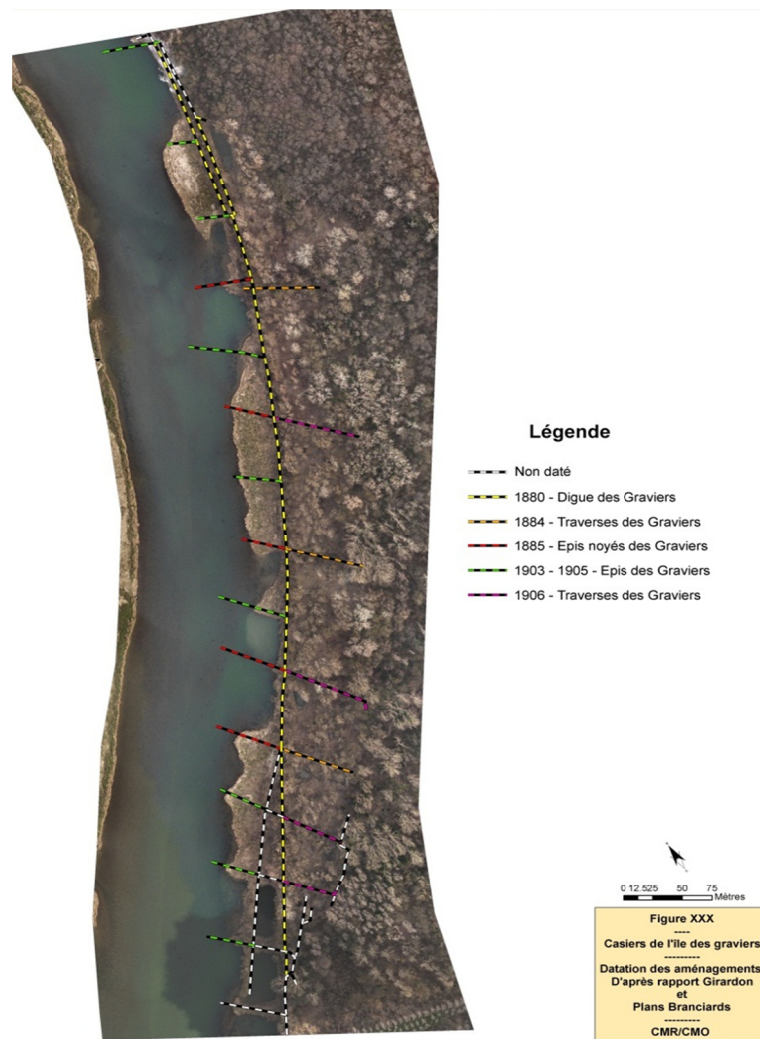 Légende
Non daté
1880 - Digue des Graviers
1884 - Traverses des Graviers
1885 - Epis noyés des Graviers
1903 - 1905 - Epis des Graviers
1906 - Traverses des Graviers
0 12.525 50 75
Mètres
Figure XXX
----
Casiers de l'île des graviers
---------
Datation des aménagements
D'après rapport Girardon
et
Plans Branciards
---------
CMR/CMO